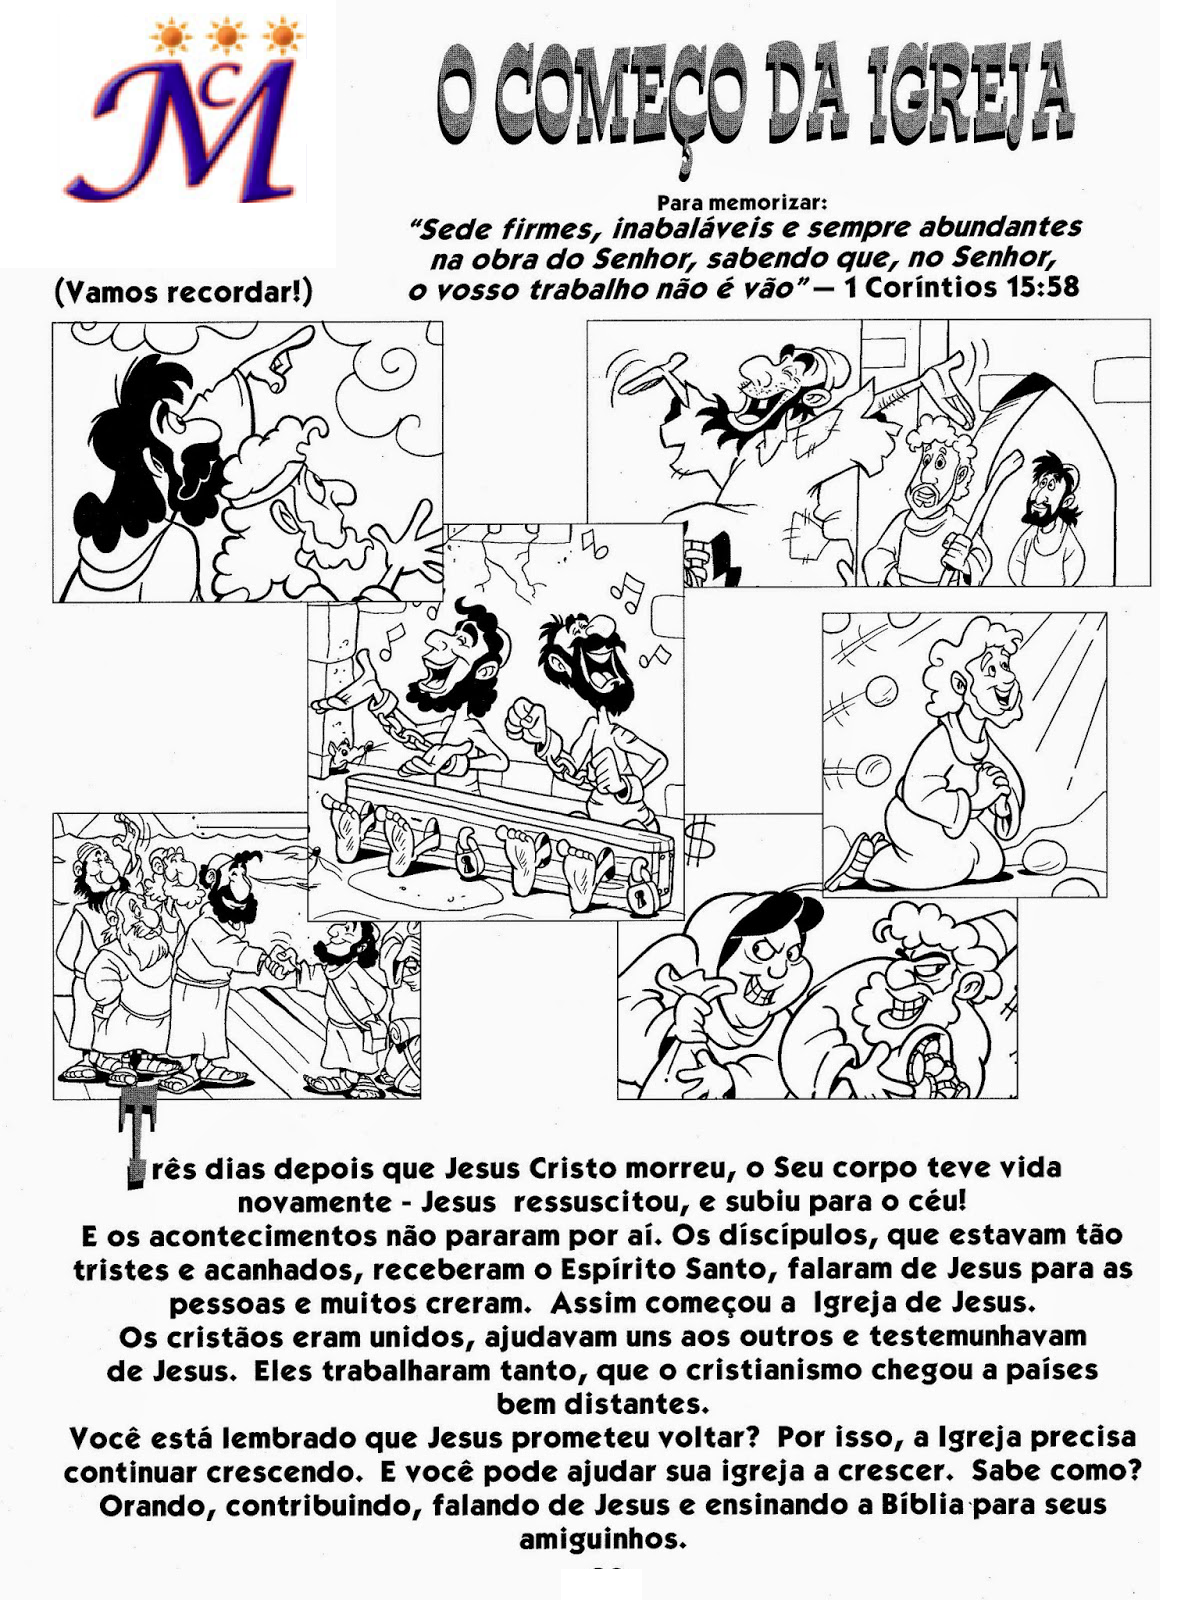 MCM
O COMEÇO DA IGREJA
Para memorizar:
“Sede firmes, inabaláveis e sempre abundantes
na obra do Senhor, sabendo que, no Senhor,
o vosso trabalho não é vão” — 1 Coríntios 15:58
(Vamos recordar!)
$
Três dias depois que Jesus Cristo morreu, o Seu corpo teve vida
novamente - Jesus ressuscitou, e subiu para o céu!
E os acontecimentos não pararam por aí. Os díscípulos, que estavam tão
tristes e acanhados, receberam o Espírito Santo, falaram de Jesus para as
pessoas e muitos creram. Assim começou a Igreja de Jesus.
Os cristãos eram unidos, ajudavam uns aos outros e testemunhavam
de Jesus. Eles trabalharam tanto, que o cristianismo chegou a países
bem distantes.
Você está lembrado que Jesus prometeu voltar? Por isso, a Igreja precisa
continuar crescendo. E você pode ajudar sua igreja a crescer. Sabe como?
Orando, contribuindo, falando de Jesus e ensinando a Bíblia para seus
amiguinhos.